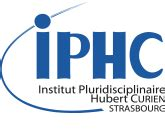 iPHC
Institut Pluridisciplinaire
Hubert CURIEN
STRASBOURG